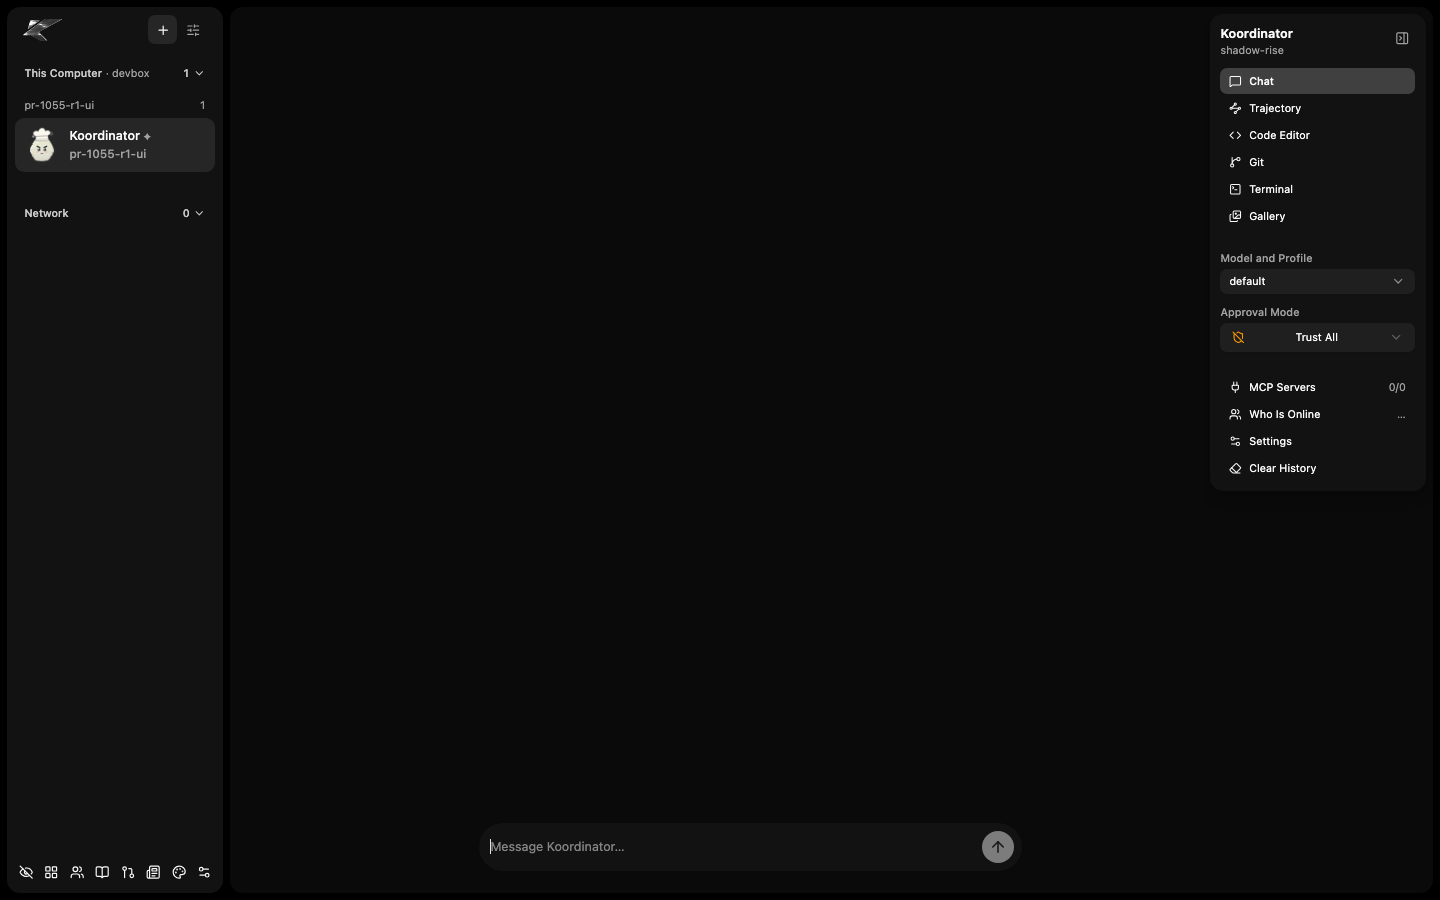 This Computer · devbox 1
pr-1055-r1-ui 1
Koordinator
pr-1055-r1-ui
Network 0
Message Koordinator...
Koordinator
shadow-rise
Chat
Trajectory
Code Editor
Git
Terminal
Gallery
Model and Profile
default
Approval Mode
Trust All
MCP Servers 0/0
Who Is Online ...
Settings
Clear History